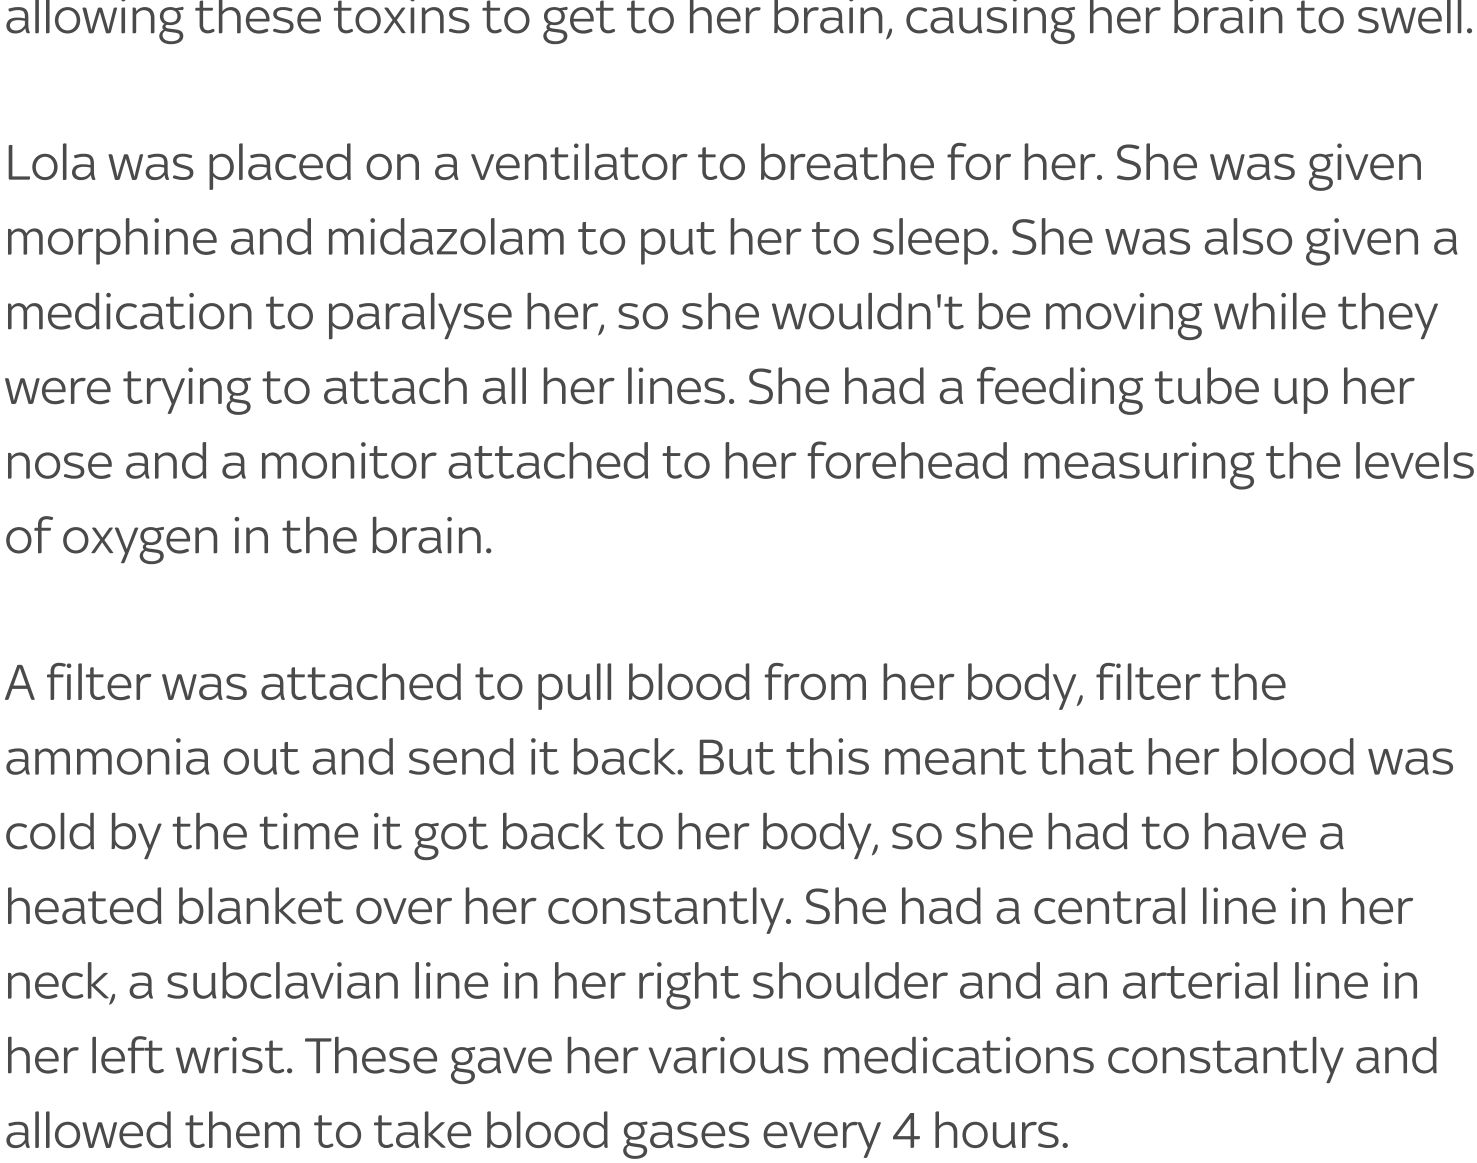 allowing these toxins to get to her brain, causing her brain to swell.
Lola was placed on a ventilator to breathe for her. She was given
morphine and midazolam to put her to sleep. She was also given a
medication to paralyse her, so she wouldn't be moving while they
were trying to attach all her lines. She had a feeding tube up her
nose and a monitor attached to her forehead measuring the levels
of oxygen in the brain.
A filter was attached to pull blood from her body, filter the
ammonia out and send it back. But this meant that her blood was
cold by the time it got back to her body, so she had to have a
heated blanket over her constantly. She had a central line in her
neck, a subclavian line in her right shoulder and an arterial line in
her left wrist. These gave her various medications constantly and
allowed them to take blood gases every 4 hours.